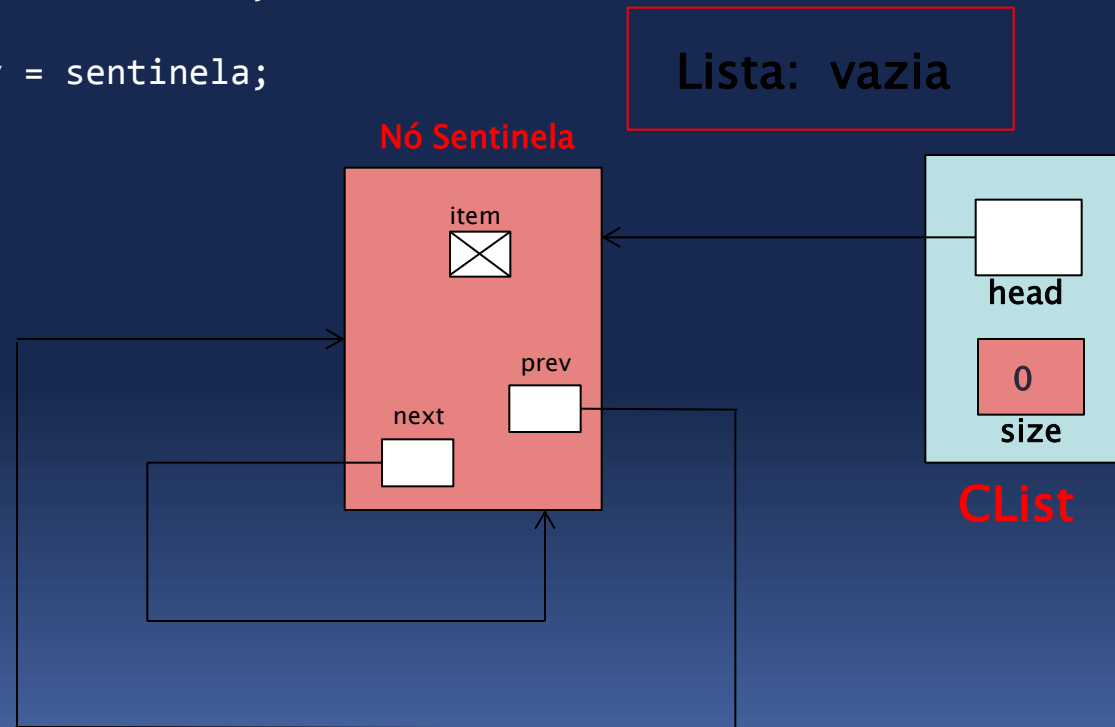 = sentinela;
Lista: vazia
Nó Sentinela
item
head
prev
0
next
size
CList